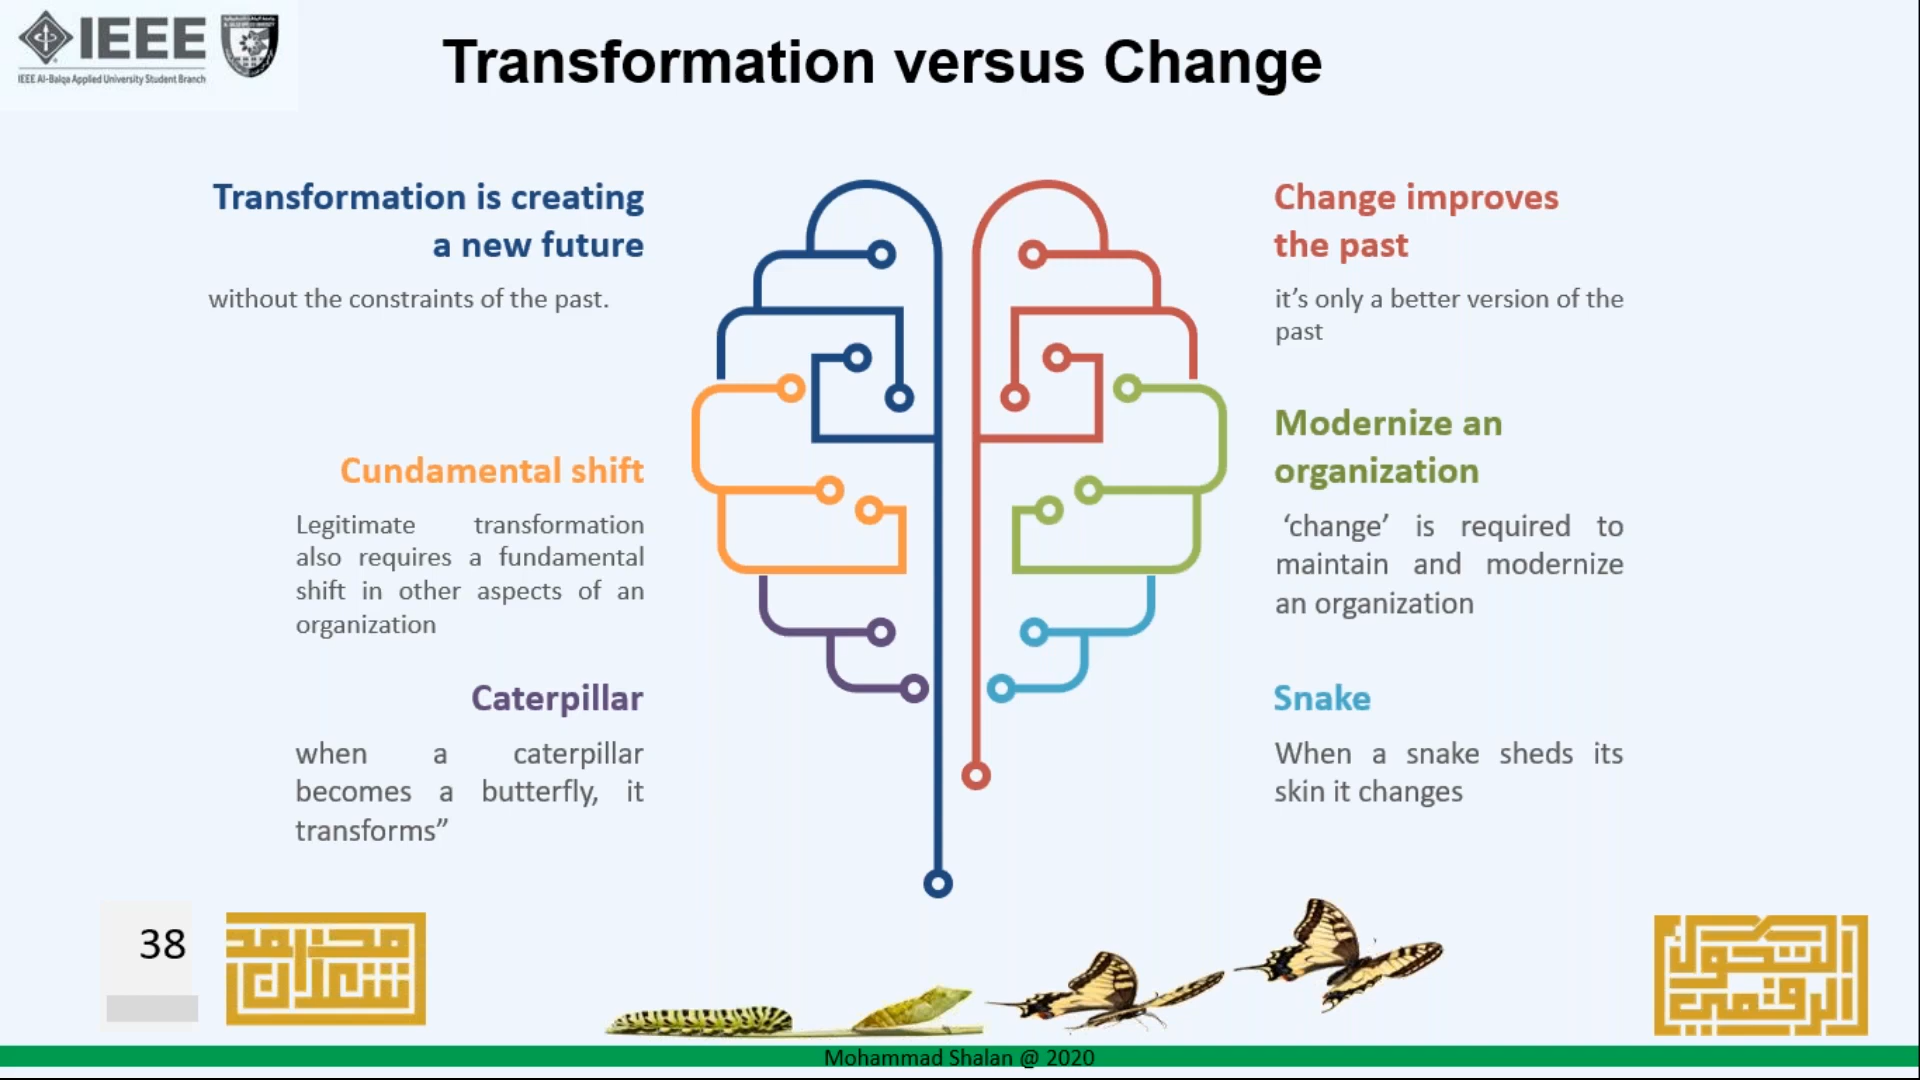 IEEE
IEEE Al-Balqa Applied University Student Branch
Transformation versus Change
Transformation is creating
a new future
without the constraints of the past.
Cundamental shift
Legitimate transformation
also requires a fundamental
shift in other aspects of an
organization
Caterpillar
when a caterpillar
becomes a butterfly, it
transforms”
Change improves
the past
it’s only a better version of the
past
Modernize an
organization
‘change’ is required to
maintain and modernize
an organization
Snake
When a snake sheds its
skin it changes
38
محمد
شعلان
التحول
الرقمي
Mohammad Shalan @ 2020